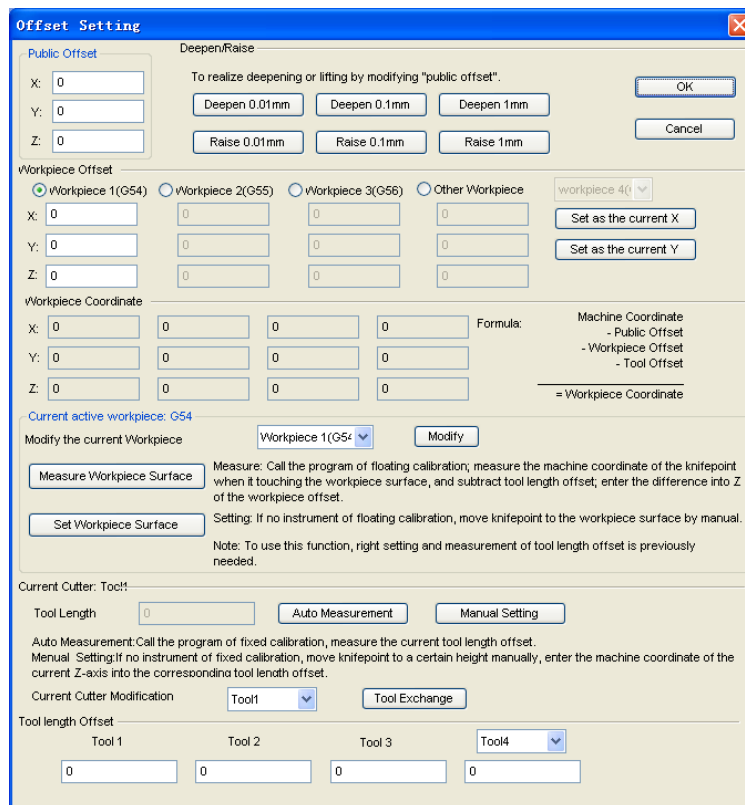 Offset Setting
Public Offset
Deepen/Raise
X: 0
To realize deepening or lifting by modifying "public offset".
OK
Y: 0
Deepen 0.01mm Deepen 0.1mm Deepen 1mm
Z: 0
Raise 0.01mm Raise 0.1mm Raise 1mm
Cancel
Workpiece Offset
Workpiece 1(G54) Workpiece 2(G55) Workpiece 3(G56) Other Workpiece workpiece 4(
X: 0 0 0 0 Set as the current X
Y: 0 0 0 0 Set as the current Y
Z: 0 0 0 0
Workpiece Coordinate
X: 0 0 0 0 Formula: Machine Coordinate
- Public Offset
Y: 0 0 0 0 - Workpiece Offset
- Tool Offset
Z: 0 0 0 0 = Workpiece Coordinate
Current active workpiece: G54
Modify the current Workpiece Workpiece 1(G54 Modify
Measure Workpiece Surface
Measure: Call the program of floating calibration; measure the machine coordinate of the knifepoint
when it touching the workpiece surface, and subtract tool length offset; enter the difference into Z
of the workpiece offset.
Set Workpiece Surface
Setting: If no instrument of floating calibration, move knifepoint to the workpiece surface by manual.
Note: To use this function, right setting and measurement of tool length offset is previously
needed.
Current Cutter:
Tool Length 0 Auto Measurement Manual Setting
Auto Measurement:Call the program of fixed calibration, measure the current tool length offset.
Menual Setting:If no instrument of fixed calibration, move knifepoint to a certain height manually, enter the machine coordinate of the
current Z-axis into the corresponding tool length offset.
Current Cutter Modification Tool1 Tool Exchange
Tool length Offset
Tool 1 Tool 2 Tool 3 Tool4
0 0 0 0